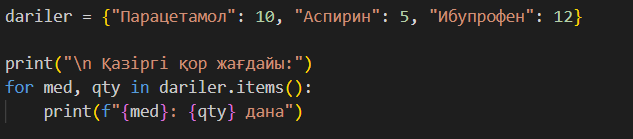 dariler = {"Парацетамол": 10, "Аспирин": 5, "Ибупрофен": 12}
print("\n Қазіргі қор жағдайы:")
for med, qty in dariler.items():
    print(f"{med}: {qty} дана")